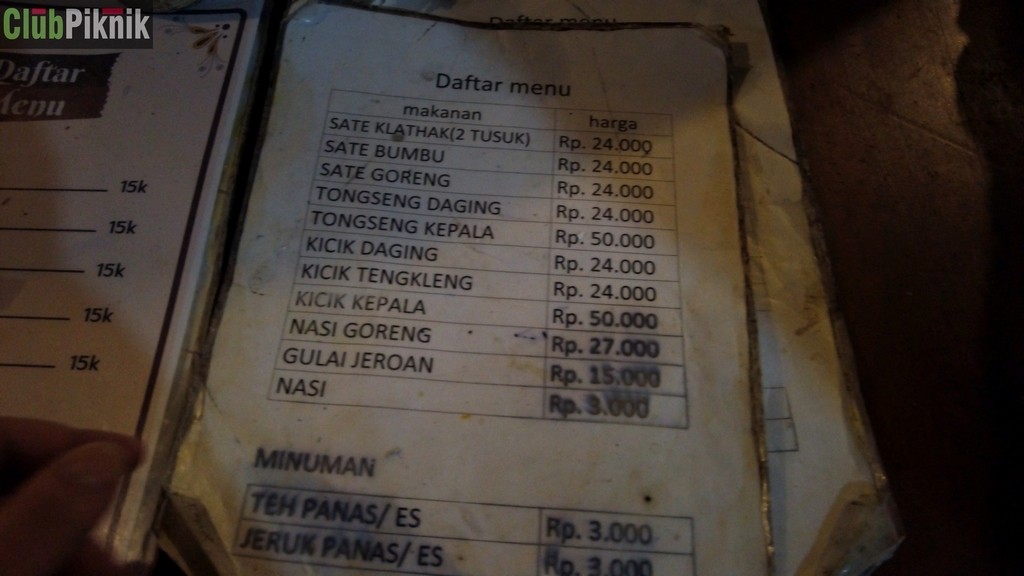 ClubPiknik
Daftar
Menu
15k
15k
15k
15k
15k
Daftar menu
Daftar menu
makanan harga
SATE KLATHAK(2 TUSUK) Rp. 24.000
SATE BUMBU Rp. 24.000
SATE GORENG Rp. 24.000
TONGSENG DAGING Rp. 24.000
TONGSENG KEPALA Rp. 50.000
KICIK DAGING Rp. 24.000
KICIK TENGKLENG Rp. 24.000
KICIK KEPALA Rp. 50.000
NASI GORENG Rp. 27.000
GULAI JEROAN Rp. 15.000
NASI Rp. 3.000
MINUMAN
TEH PANAS/ ES Rp. 3.000
JERUK PANAS/ ES Rp. 3.000